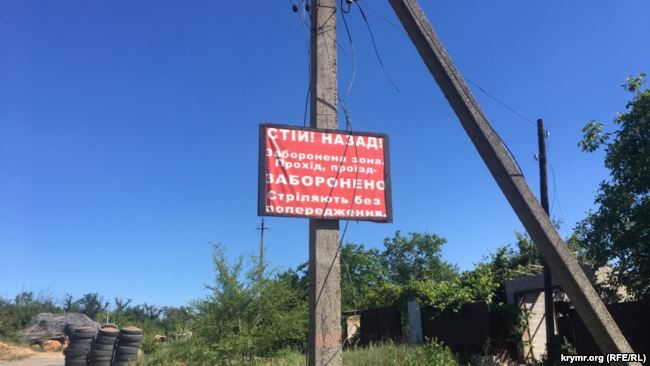 СТІЙ! НАЗАД!
Заборонена зона.
Прохід, проїзд-
ЗАБОРОНЕНО
Стріляють без
попередження.
krymr.org (RFE/RL)